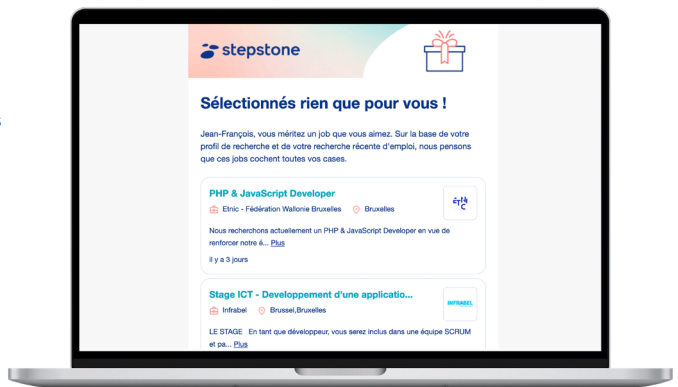 stepstone
Sélectionnés rien que pour vous !
Jean-François, vous méritez un job que vous aimez. Sur la base de votre
profil de recherche et de votre recherche récente d'emploi, nous pensons
que ces jobs cochent toutes vos cases.
PHP & JavaScript Developer
Etnic - Fédération Wallonie Bruxelles Bruxelles
ETNIC
Nous recherchons actuellement un PHP & JavaScript Developer en vue de
renforcer notre é... Plus
il y a 3 jours
Stage ICT - Developpement d'une applicatio...
Infrabel Brussel,Bruxelles
INFRABEL
LE STAGE En tant que développeur, vous serez inclus dans une équipe SCRUM
et pa... Plus